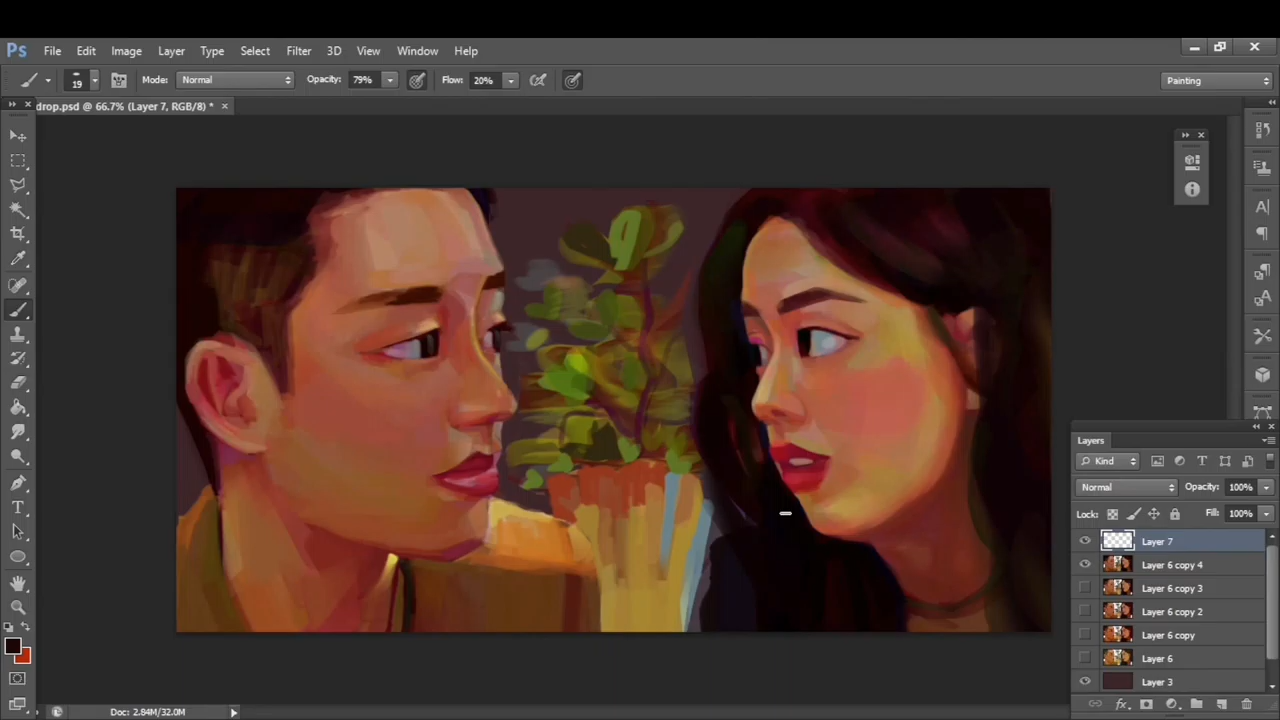 Ps File Edit Image Layer Type Select Filter 3D View Window Help
19 Mode: Normal Opacity: 79% Flow: 20% Painting
drop.psd @ 66.7% (Layer 7, RGB/8) * ×
Layers
Kind
Normal Opacity: 100%
Lock: Fill: 100%
Layer 7
Layer 6 copy 4
Layer 6 copy 3
Layer 6 copy 2
Layer 6 copy
Layer 6
Layer 3
Doc: 2.84M/32.0M